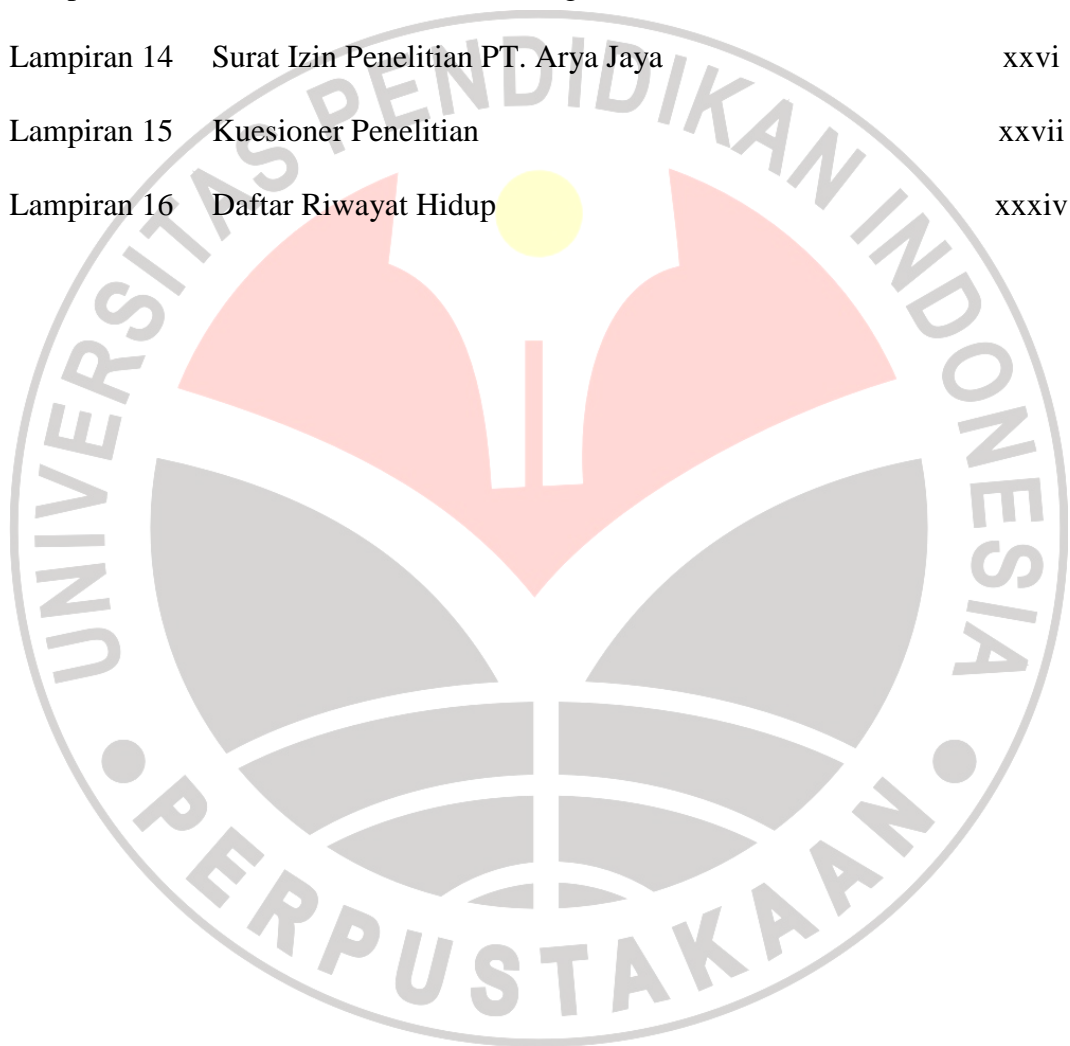 Lampiran 14 Surat Izin Penelitian PT. Arya Jaya xxvi
Lampiran 15 Kuesioner Penelitian xxvii
Lampiran 16 Daftar Riwayat Hidup xxxiv
UNIVERSITAS PENDIDIKAN INDONESIA
PERPUSTAKAAN